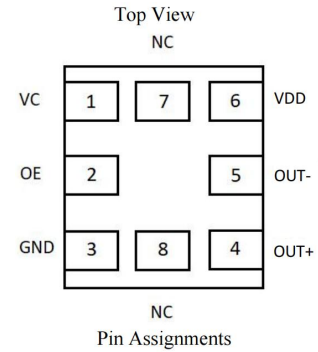 Top View
NC
VC 1 7 6 VDD
OE 2 5 OUT-
GND 3 8 4 OUT+
NC
Pin Assignments